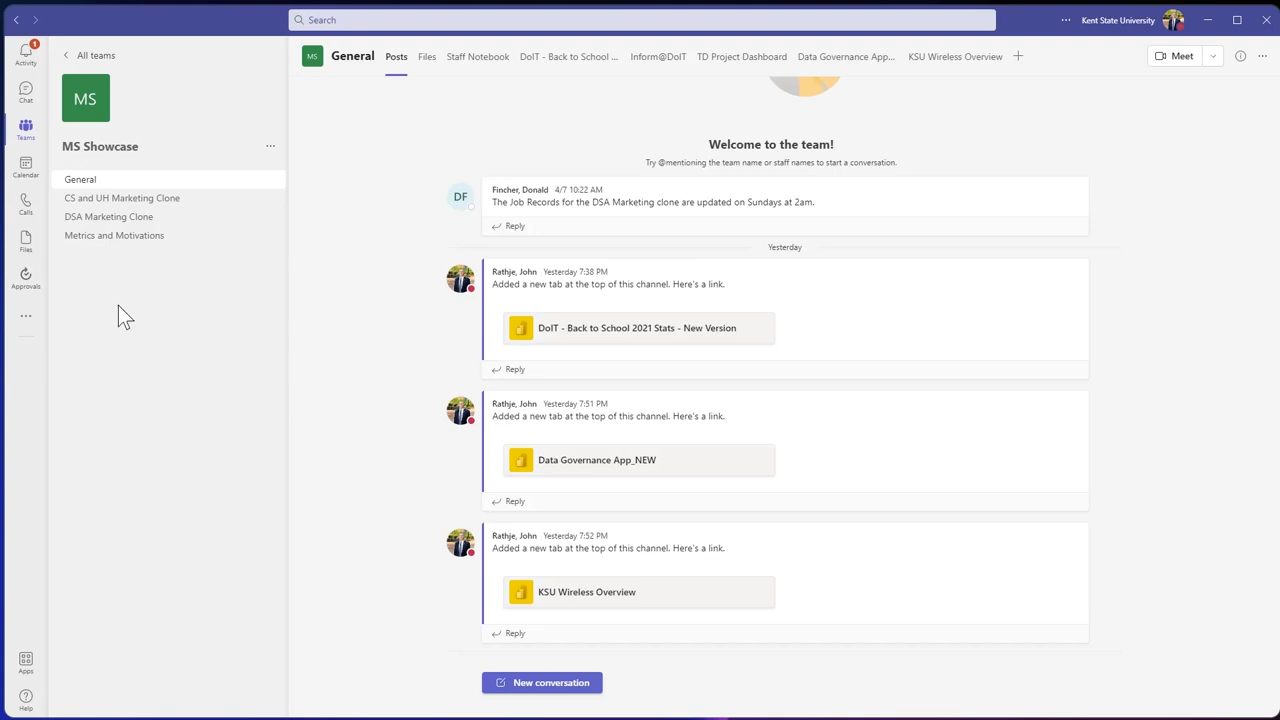 Search
Kent State University
1
Activity
Chat
Teams
Calendar
Calls
Files
Approvals
Apps
Help
All teams
MS
MS Showcase
General
CS and UH Marketing Clone
DSA Marketing Clone
Metrics and Motivations
MS
General
Posts
Files
Staff Notebook
DoIT - Back to School ...
Inform@DoIT
TD Project Dashboard
Data Governance App...
KSU Wireless Overview
Meet
Welcome to the team!
Try @mentioning the team name or staff names to start a conversation.
DF
Fincher, Donald 4/7 10:22 AM
The Job Records for the DSA Marketing clone are updated on Sundays at 2am.
Reply
Yesterday
Rathje, John Yesterday 7:38 PM
Added a new tab at the top of this channel. Here's a link.
DoIT - Back to School 2021 Stats - New Version
Reply
Rathje, John Yesterday 7:51 PM
Added a new tab at the top of this channel. Here's a link.
Data Governance App_NEW
Reply
Rathje, John Yesterday 7:52 PM
Added a new tab at the top of this channel. Here's a link.
KSU Wireless Overview
Reply
New conversation